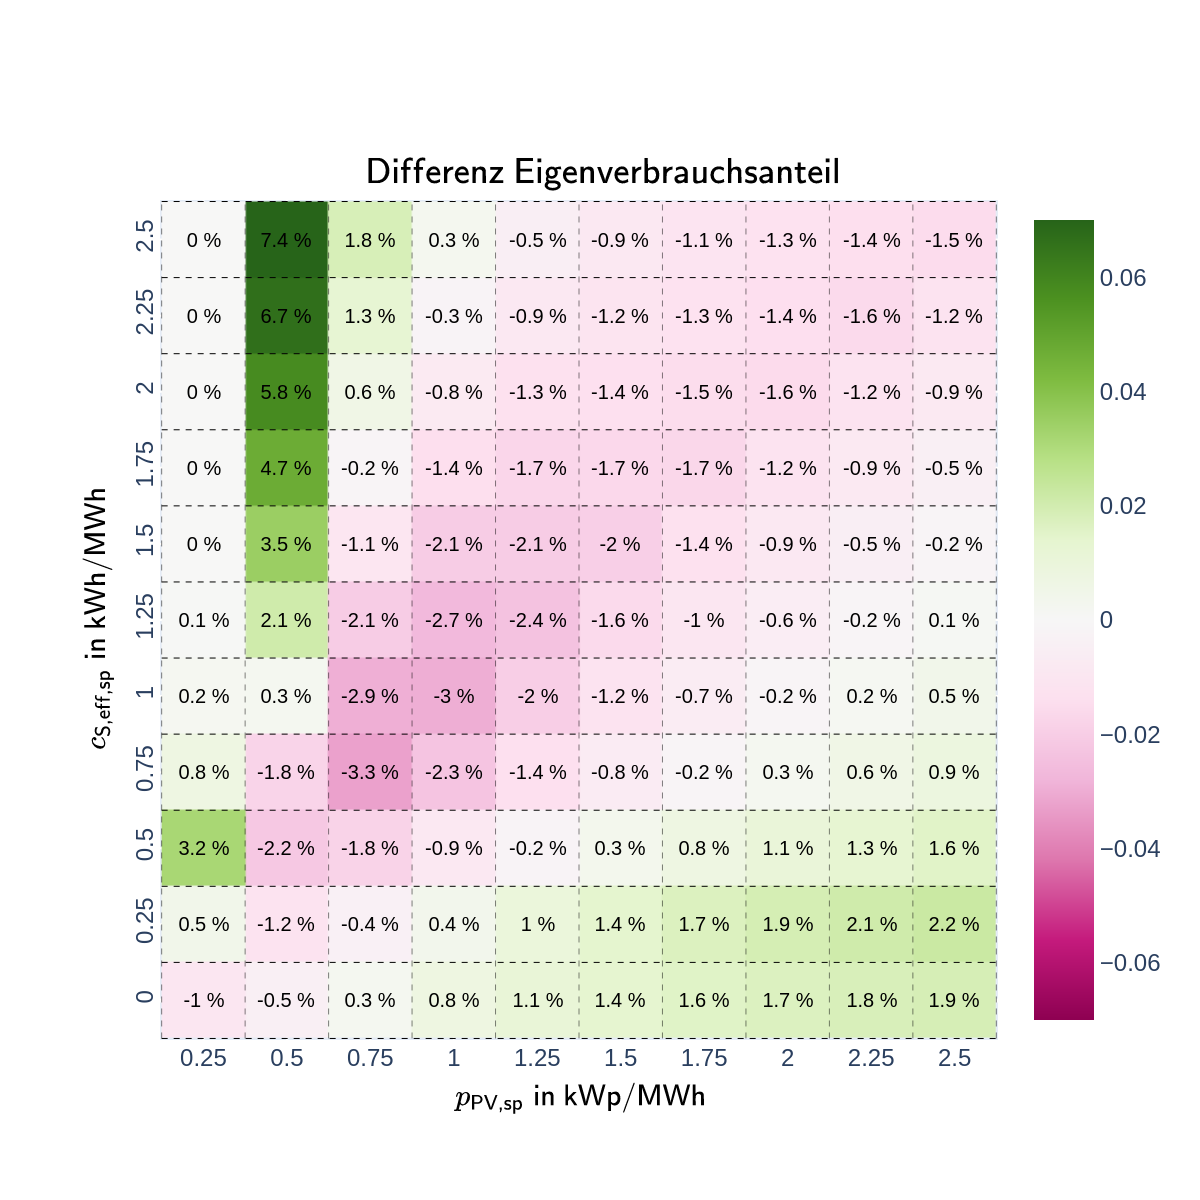 Differenz Eigenverbrauchsanteil
2.5 0 % 7.4 % 1.8 % 0.3 % -0.5 % -0.9 % -1.1 % -1.3 % -1.4 % -1.5 %
2.25 0 % 6.7 % 1.3 % -0.3 % -0.9 % -1.2 % -1.3 % -1.4 % -1.6 % -1.2 %
2 0 % 5.8 % 0.6 % -0.8 % -1.3 % -1.4 % -1.5 % -1.6 % -1.2 % -0.9 %
1.75 0 % 4.7 % -0.2 % -1.4 % -1.7 % -1.7 % -1.7 % -1.2 % -0.9 % -0.5 %
1.5 0 % 3.5 % -1.1 % -2.1 % -2.1 % -2 % -1.4 % -0.9 % -0.5 % -0.2 %
1.25 0.1 % 2.1 % -2.1 % -2.7 % -2.4 % -1.6 % -1 % -0.6 % -0.2 % 0.1 %
1 0.2 % 0.3 % -2.9 % -3 % -2 % -1.2 % -0.7 % -0.2 % 0.2 % 0.5 %
0.75 0.8 % -1.8 % -3.3 % -2.3 % -1.4 % -0.8 % -0.2 % 0.3 % 0.6 % 0.9 %
0.5 3.2 % -2.2 % -1.8 % -0.9 % -0.2 % 0.3 % 0.8 % 1.1 % 1.3 % 1.6 %
0.25 0.5 % -1.2 % -0.4 % 0.4 % 1 % 1.4 % 1.7 % 1.9 % 2.1 % 2.2 %
0 -1 % -0.5 % 0.3 % 0.8 % 1.1 % 1.4 % 1.6 % 1.7 % 1.8 % 1.9 %
0.25 0.5 0.75 1 1.25 1.5 1.75 2 2.25 2.5
p PV,sp in kWp/MWh
c S,eff,sp in kWh/MWh
0.06
0.04
0.02
0
−0.02
−0.04
−0.06